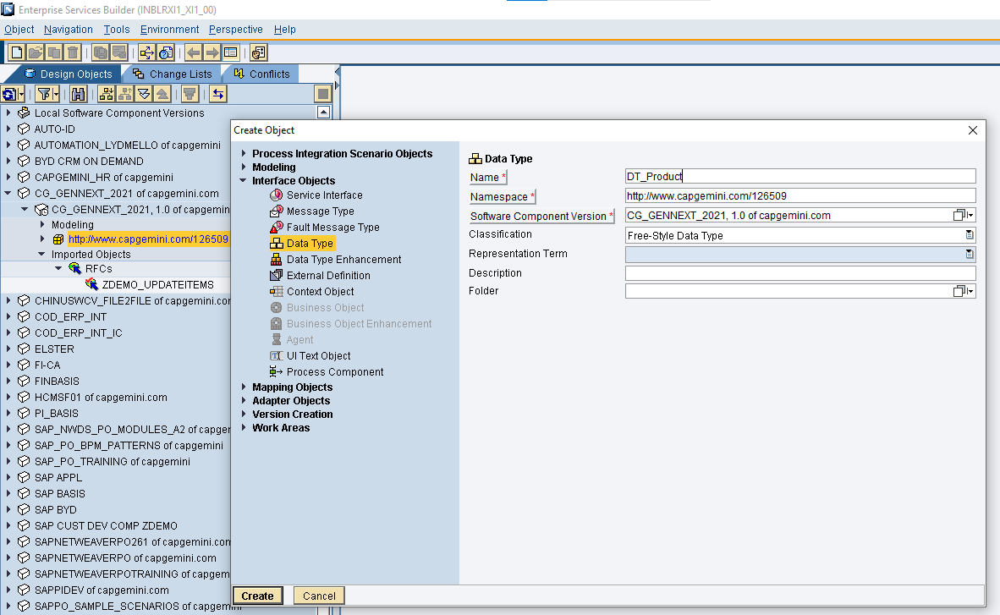 Enterprise Services Builder (INBLRXI1_XI1_00)
Object Navigation Tools Environment Perspective Help
Design Objects Change Lists Conflicts
Local Software Component Versions
AUTO-ID
AUTOMATION_LYDMELLO of capgemini
BYD CRM ON DEMAND
CAPGEMINI_HR of capgemini.com
CG_GENNEXT_2021 of capgemini.com
CG_GENNEXT_2021, 1.0 of capgemin
Modeling
http://www.capgemini.com/126509
Imported Objects
RFCs
ZDEMO_UPDATEITEMS
CHINUSWCV_FILE2FILE of capgemini.con
COD_ERP_INT
COD_ERP_INT_IC
ELSTER
FI-CA
FINBASIS
HCMSF01 of capgemini.com
PI_BASIS
SAP_NWDS_PO_MODULES_A2 of capger
SAP_PO_BPM_PATTERNS of capgemini
SAP_PO_TRAINING of capgemini
SAP APPL
SAP BASIS
SAP BYD
SAP CUST DEV COMP ZDEMO
SAPNETWEAVERPO261 of capgemini.con
SAPNETWEAVERPO of capgemini.com
SAPNETWEAVERPOTRAINING of capgem
SAPPIDEV of capgemini.com
SAPPO_SAMPLE_SCENARIOS of capgemini
Create Object
Process Integration Scenario Objects
Modeling
Interface Objects
Service Interface
Message Type
Fault Message Type
Data Type
Data Type Enhancement
External Definition
Context Object
Business Object
Business Object Enhancement
Agent
UI Text Object
Process Component
Mapping Objects
Adapter Objects
Version Creation
Work Areas
Data Type
Name * DT_Product
Namespace * http://www.capgemini.com/126509
Software Component Version * CG_GENNEXT_2021, 1.0 of capgemini.com
Classification Free-Style Data Type
Representation Term
Description
Folder
Create Cancel